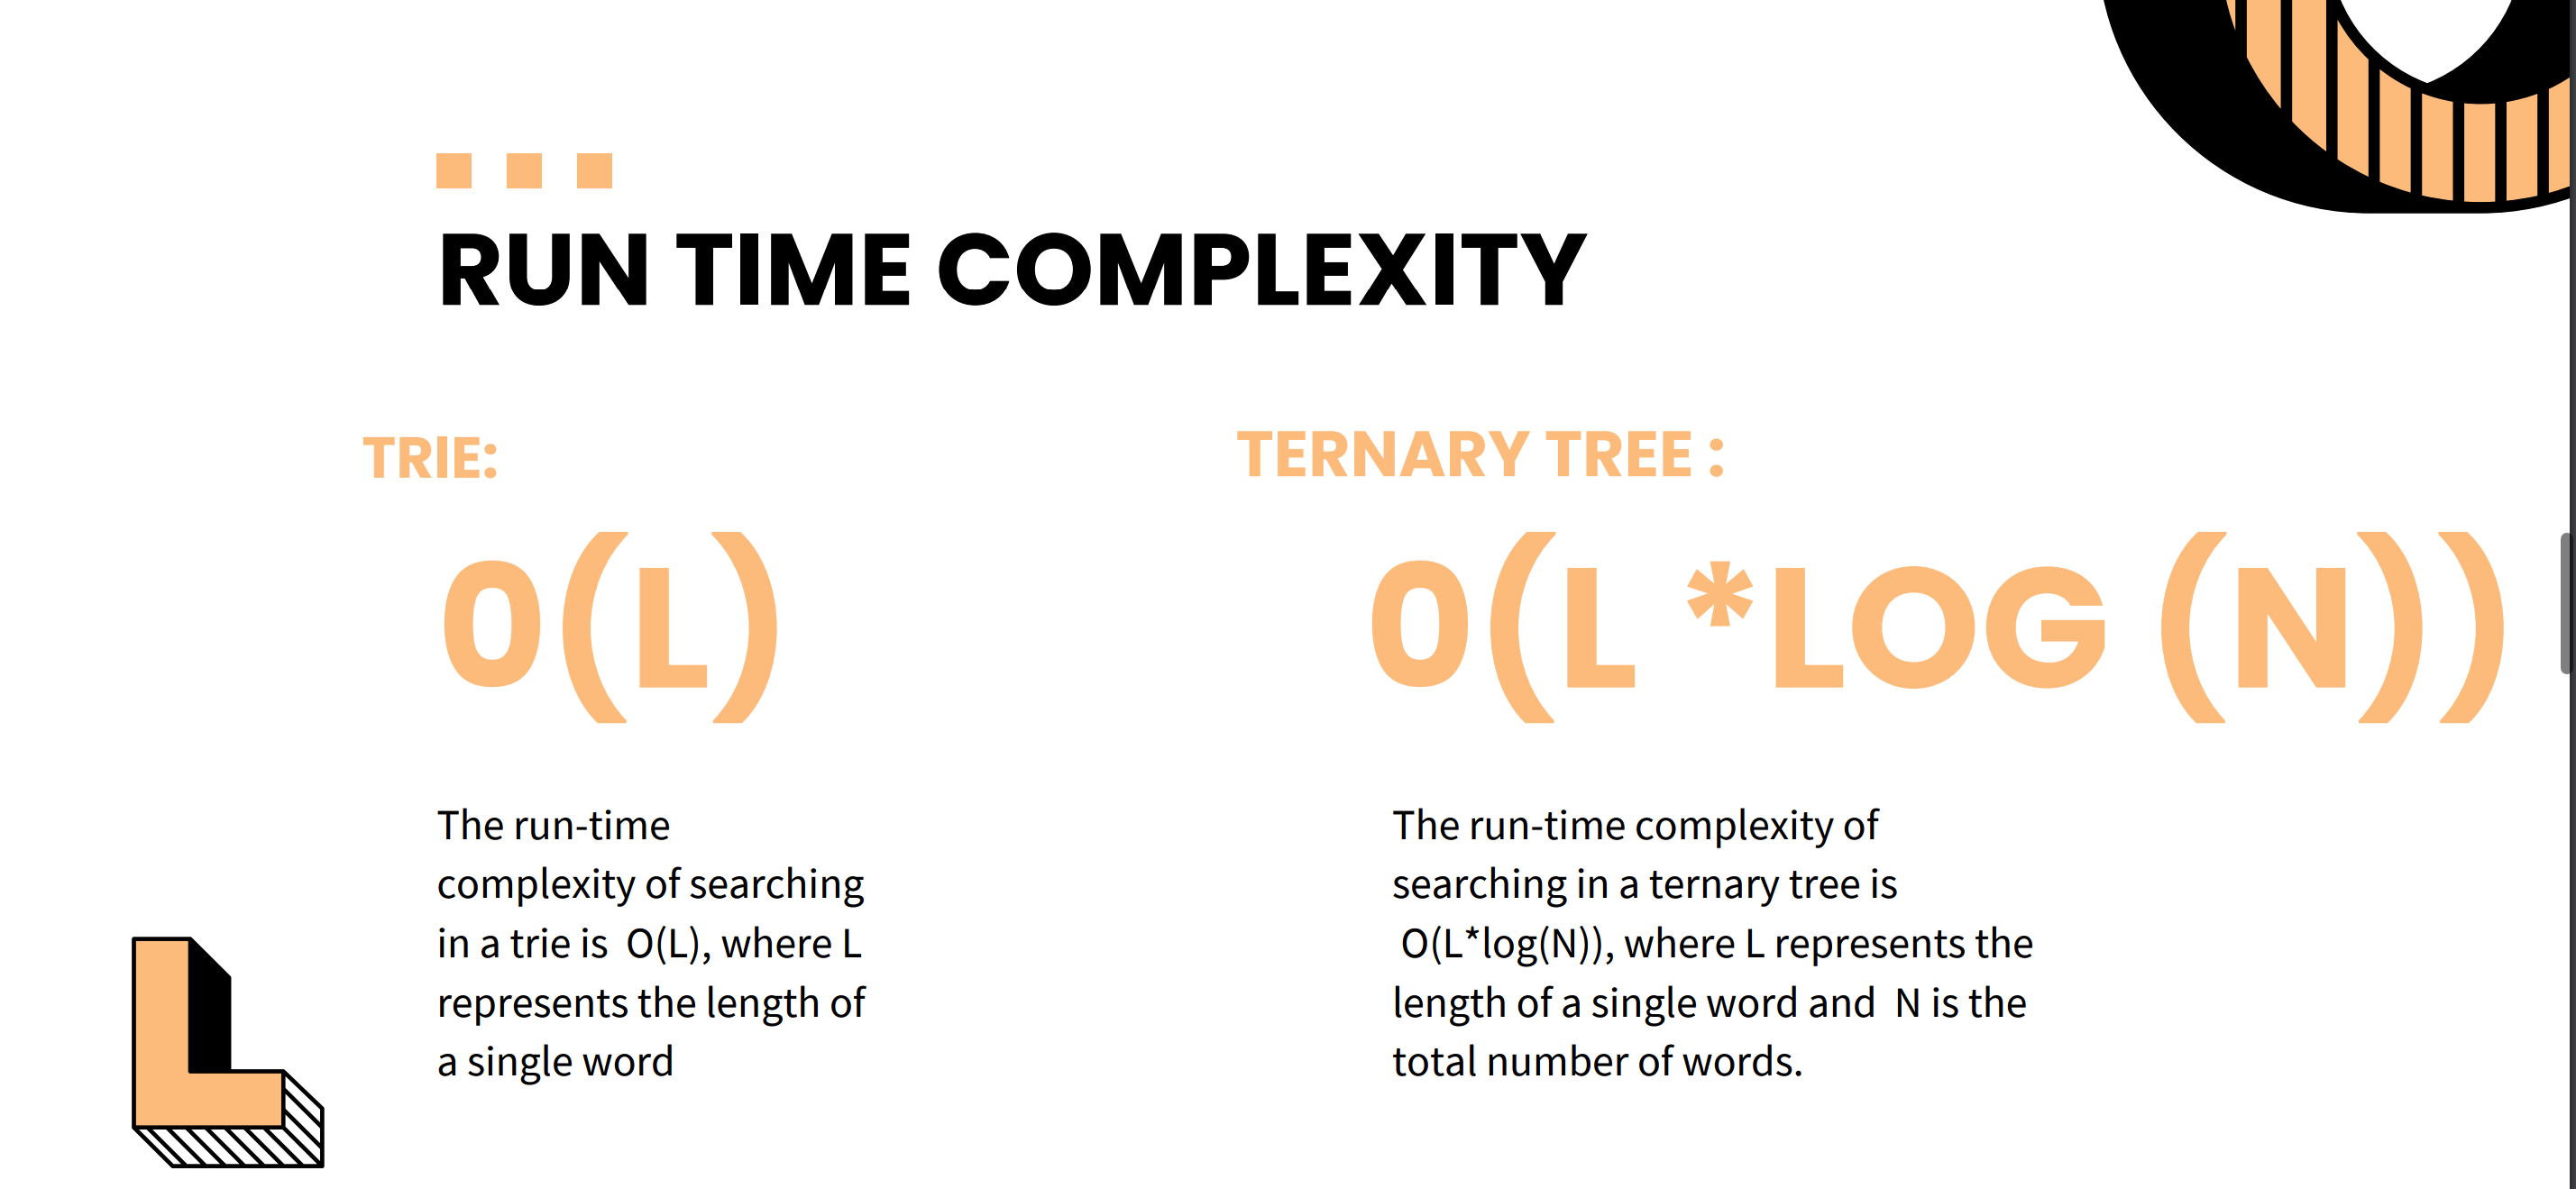 RUN TIME COMPLEXITY
TRIE:
0(L)
The run-time
complexity of searching
in a trie is  O(L), where L
represents the length of
a single word
TERNARY TREE :
0(L *LOG (N))
The run-time complexity of
searching in a ternary tree is
O(L*log(N)), where L represents the
length of a single word and  N is the
total number of words.